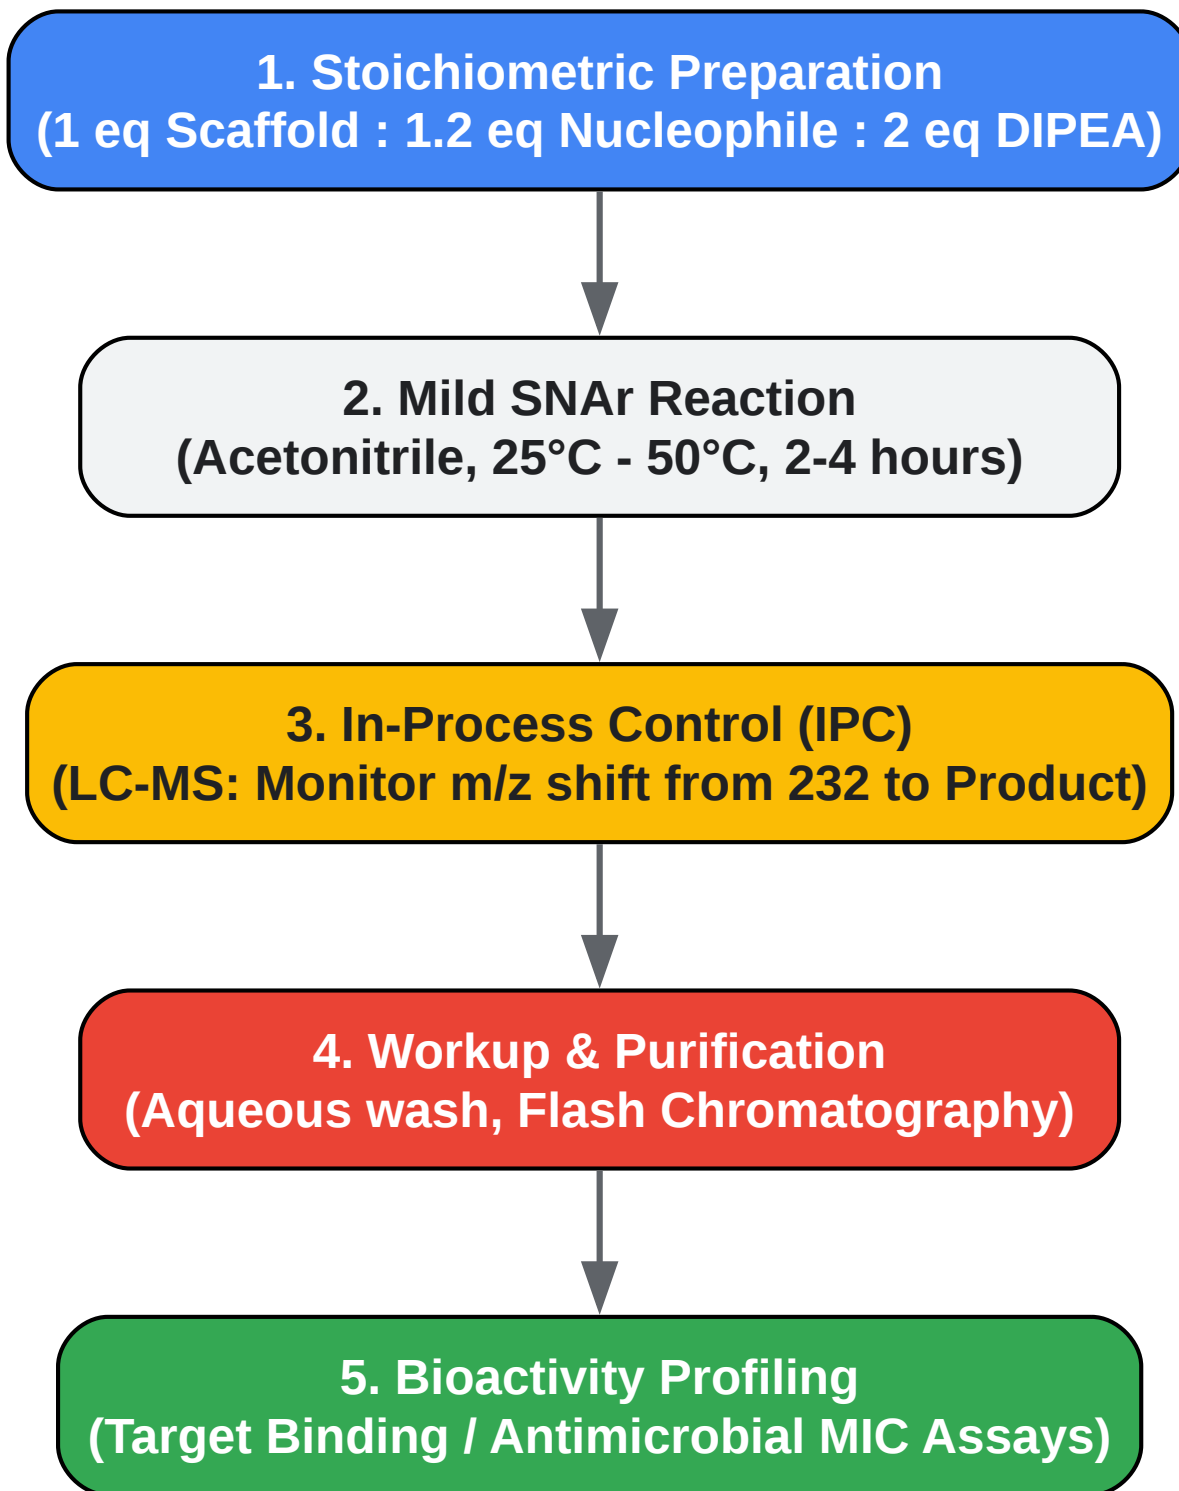 1. Stoichiometric Preparation
(1 eq Scaffold : 1.2 eq Nucleophile : 2 eq DIPEA)
2. Mild SNAr Reaction
(Acetonitrile, 25°C - 50°C, 2-4 hours)
3. In-Process Control (IPC)
(LC-MS: Monitor m/z shift from 232 to Product)
4. Workup & Purification
(Aqueous wash, Flash Chromatography)
5. Bioactivity Profiling
(Target Binding / Antimicrobial MIC Assays)